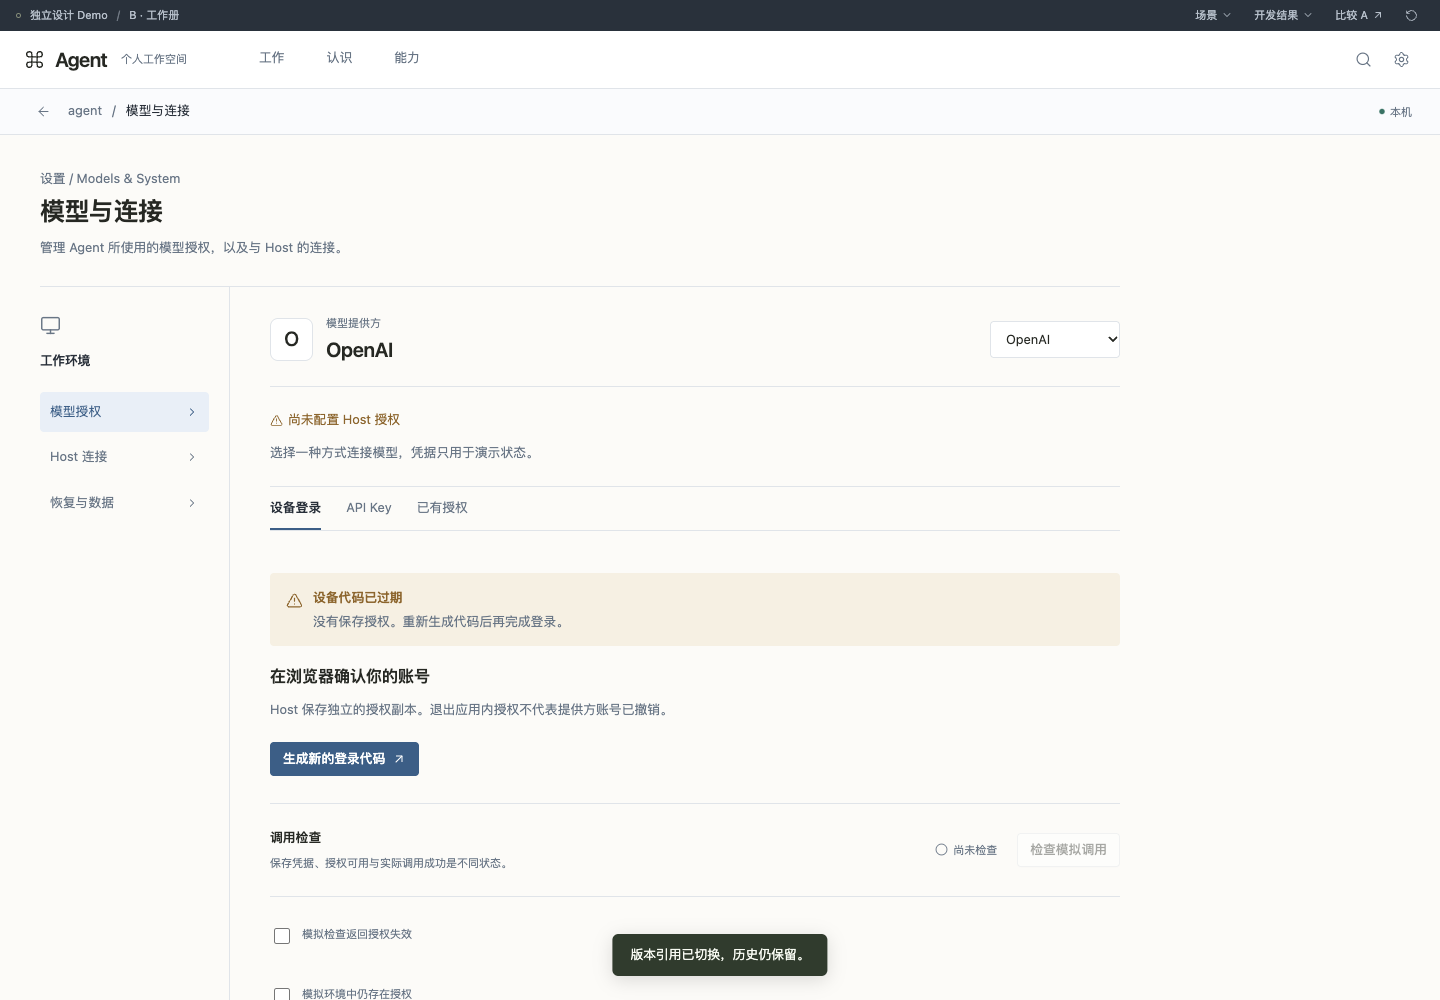 独立设计 Demo / B · 工作册
场景 开发结果 比较 A
Agent 个人工作空间 工作 认识 能力
agent / 模型与连接
本机
设置 / Models & System
模型与连接
管理 Agent 所使用的模型授权，以及与 Host 的连接。
工作环境
模型授权
Host 连接
恢复与数据
O
模型提供方
OpenAI
OpenAI
尚未配置 Host 授权
选择一种方式连接模型，凭据只用于演示状态。
设备登录 API Key 已有授权
设备代码已过期
没有保存授权。重新生成代码后再完成登录。
在浏览器确认你的账号
Host 保存独立的授权副本。退出应用内授权不代表提供方账号已撤销。
生成新的登录代码
调用检查
保存凭据、授权可用与实际调用成功是不同状态。
尚未检查
检查模拟调用
模拟检查返回授权失效
版本引用已切换，历史仍保留。
模拟环境中仍存在授权